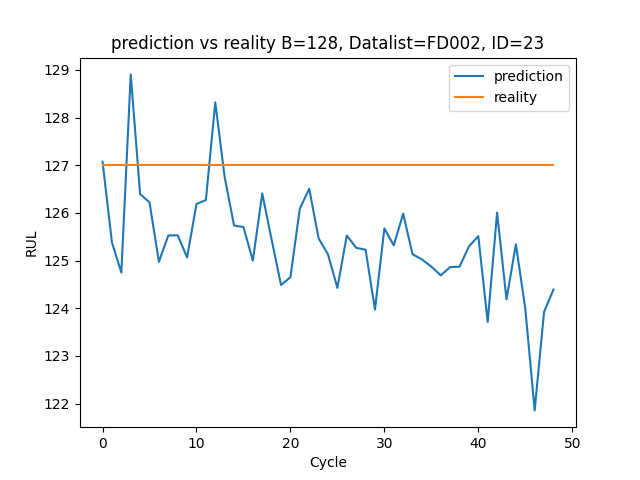 prediction vs reality B=128, Datalist=FD002, ID=23
prediction
reality
129
128
127
126
125
124
123
122
RUL
0 10 20 30 40 50
Cycle